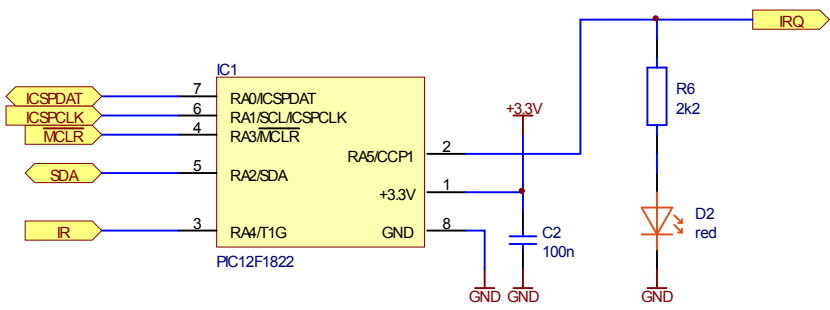 IRQ
IC1
ICSPDAT
7
RA0/ICSPDAT
R6
ICSPCLK
6
RA1/SCL/ICSPCLK
+3.3V
2k2
MCLR
4
RA3/MCLR
RA5/CCP1
2
SDA
5
RA2/SDA
+3.3V
1
D2
IR
3
RA4/T1G
GND
8
C2
red
100n
PIC12F1822
GND
GND
GND